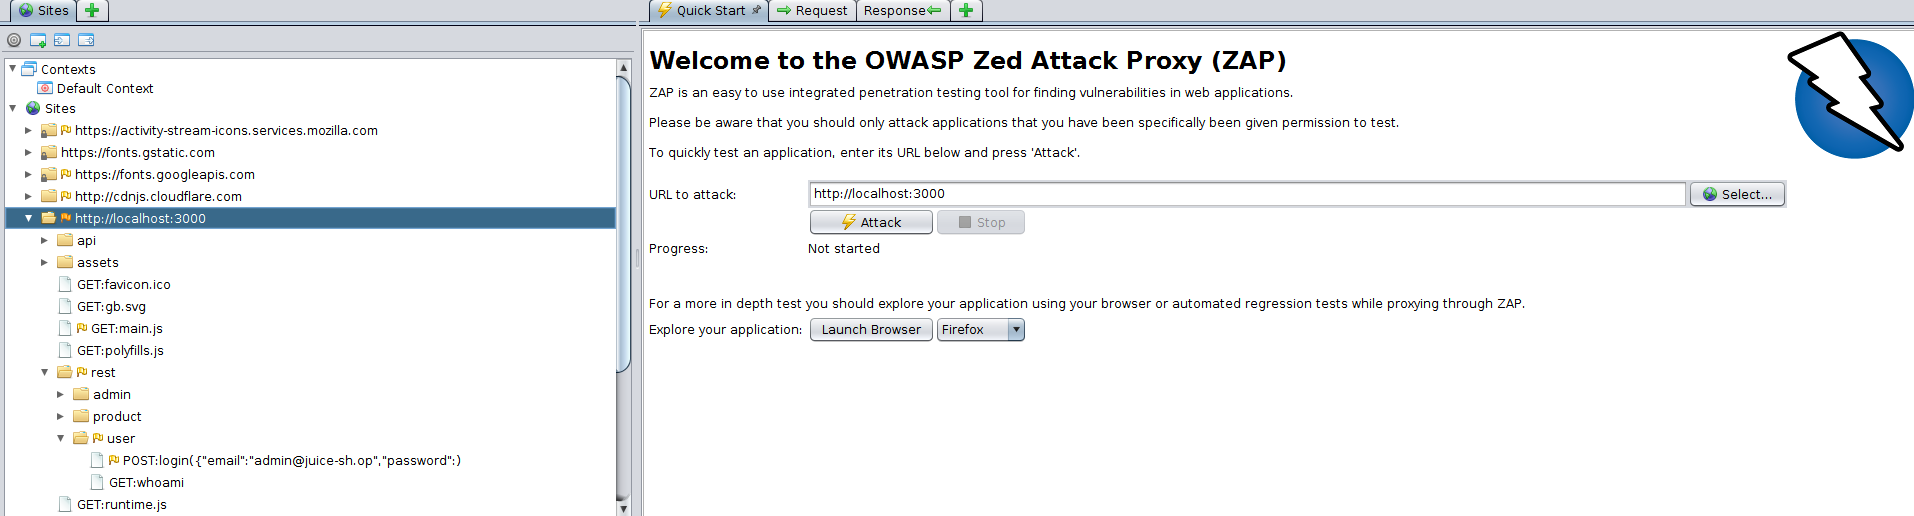 Sites
Quick Start
Request
Response
Contexts
Default Context
Sites
https://activity-stream-icons.services.mozilla.com
https://fonts.gstatic.com
https://fonts.googleapis.com
http://cdnjs.cloudflare.com
http://localhost:3000
api
assets
GET:favicon.ico
GET:gb.svg
GET:main.js
GET:polyfills.js
rest
admin
product
user
POST:login({"email":"admin@juice-sh.op","password":)
GET:whoami
GET:runtime.js
Welcome to the OWASP Zed Attack Proxy (ZAP)
ZAP is an easy to use integrated penetration testing tool for finding vulnerabilities in web applications.
Please be aware that you should only attack applications that you have been specifically been given permission to test.
To quickly test an application, enter its URL below and press 'Attack'.
URL to attack: http://localhost:3000 Select...
Attack Stop
Progress: Not started
For a more in depth test you should explore your application using your browser or automated regression tests while proxying through ZAP.
Explore your application: Launch Browser Firefox